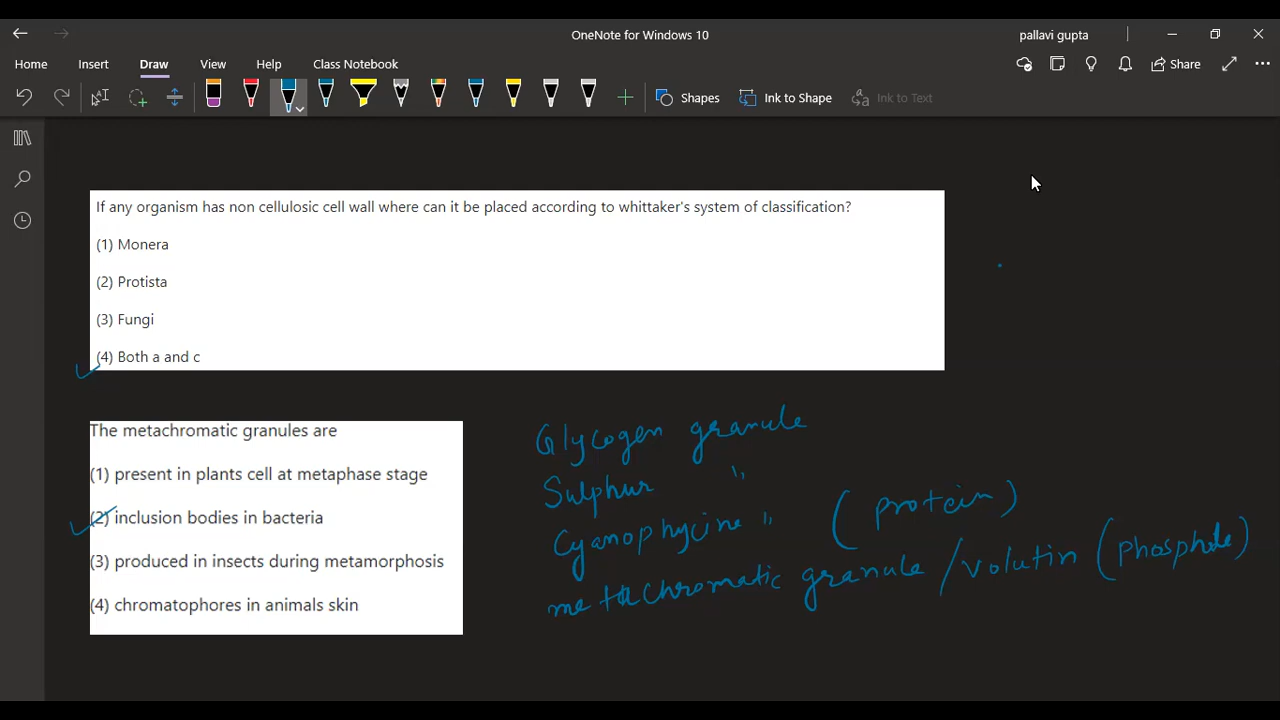 OneNote for Windows 10
pallavi gupta
Home Insert Draw View Help Class Notebook
Share
Shapes Ink to Shape Ink to Text
If any organism has non cellulosic cell wall where can it be placed according to whittaker's system of classification?
(1) Monera
(2) Protista
(3) Fungi
(4) Both a and c
The metachromatic granules are
(1) present in plants cell at metaphase stage
(2) inclusion bodies in bacteria
(3) produced in insects during metamorphosis
(4) chromatophores in animals skin
Glycogen granule
Sulphur "
Cyanophycine " (protein)
metachromatic granule/volutin (phosphate)